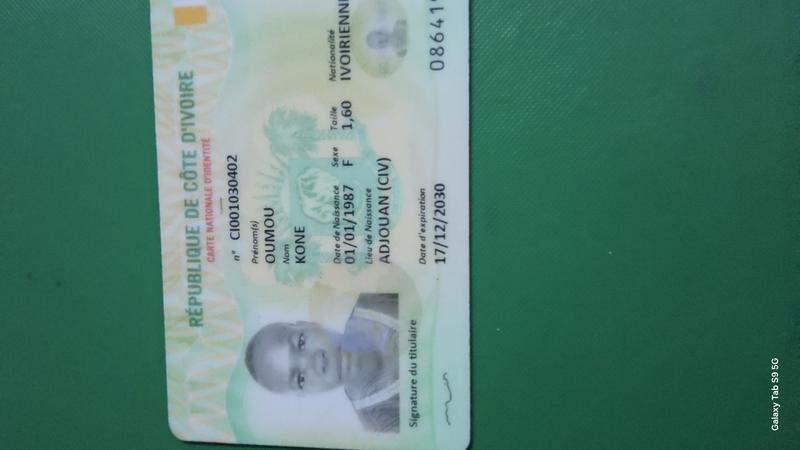 RÉPUBLIQUE DE CÔTE D'IVOIRE
CARTE NATIONALE D'IDENTITÉ
n° CI001030402
Prénom(s)
OUMOU
Nom
KONE
Date de Naissance Sexe Taille Nationalité
01/01/1987 F 1,60 IVOIRIENN
Lieu de Naissance
ADJOUAN (CIV)
Date d'expiration
17/12/2030
08641
Signature du titulaire
Galaxy Tab S9 5G